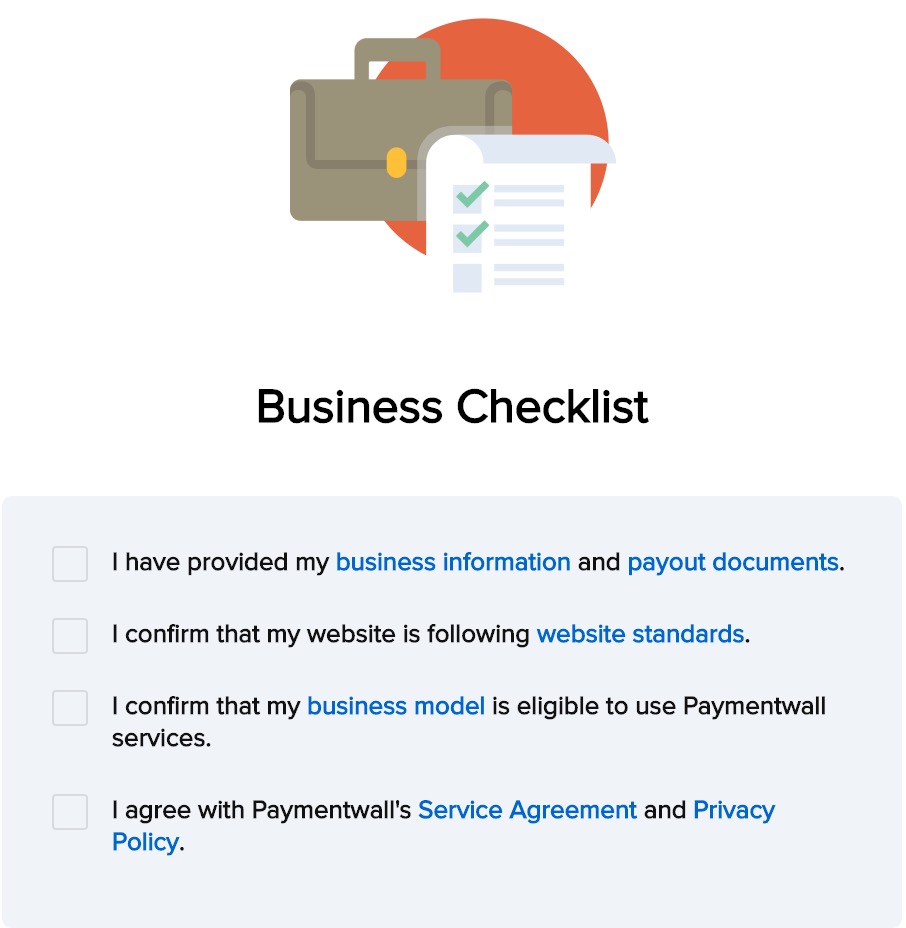 Business Checklist
I have provided my business information and payout documents.
I confirm that my website is following website standards.
I confirm that my business model is eligible to use Paymentwall
services.
I agree with Paymentwall's Service Agreement and Privacy
Policy.